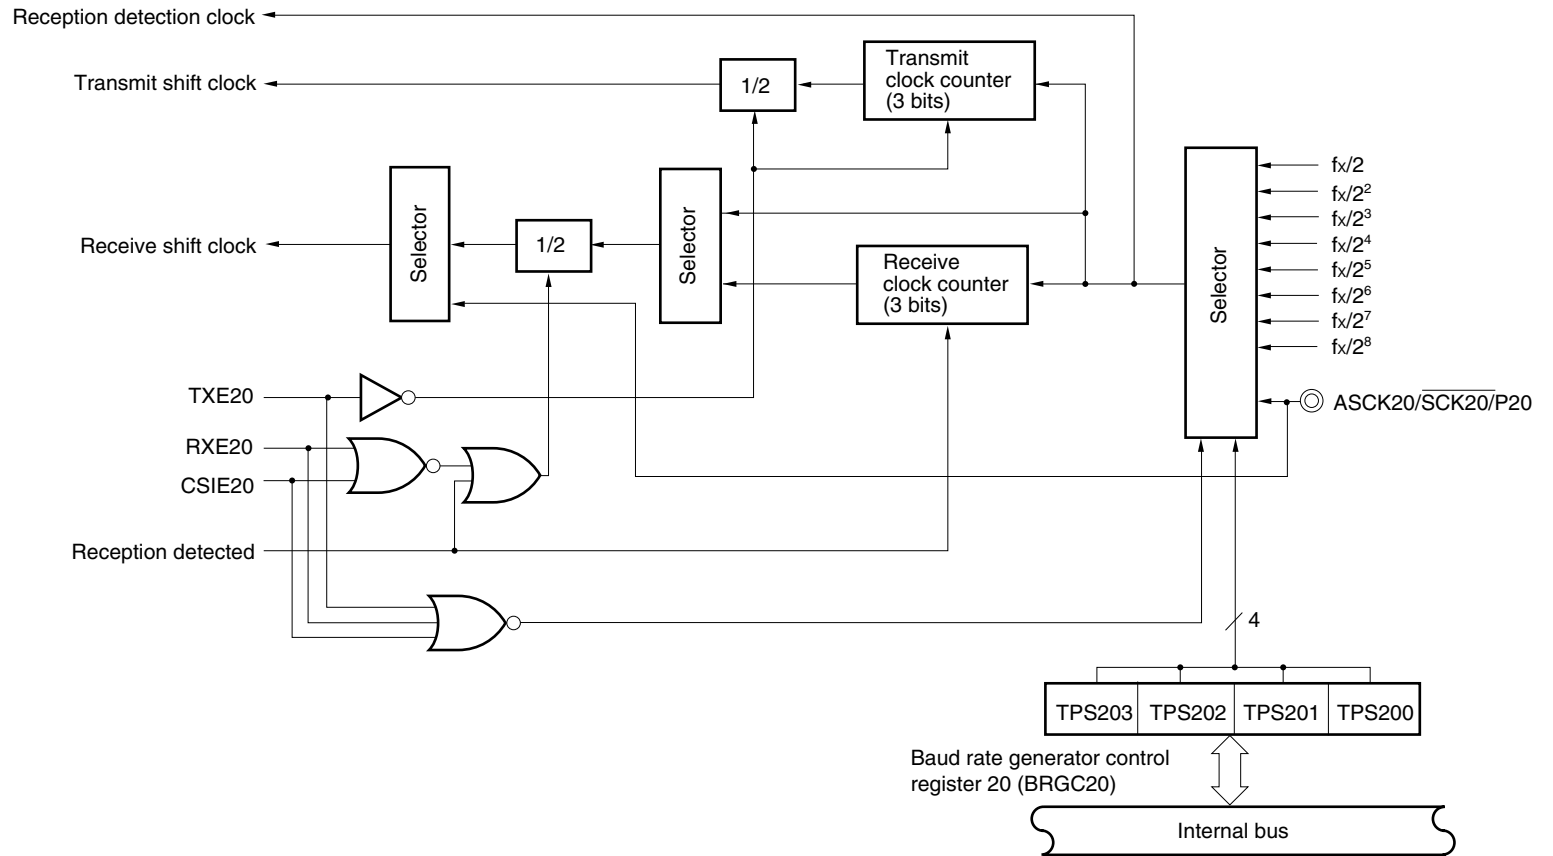 Reception detection clock
Transmit shift clock
1/2
Transmit
clock counter
(3 bits)
Receive shift clock
Selector
1/2
Selector
Receive
clock counter
(3 bits)
Selector
fx/2
fx/2²
fx/2³
fx/2⁴
fx/2⁵
fx/2⁶
fx/2⁷
fx/2⁸
ASCK20/SCK20/P20
TXE20
RXE20
CSIE20
Reception detected
4
TPS203 TPS202 TPS201 TPS200
Baud rate generator control
register 20 (BRGC20)
Internal bus